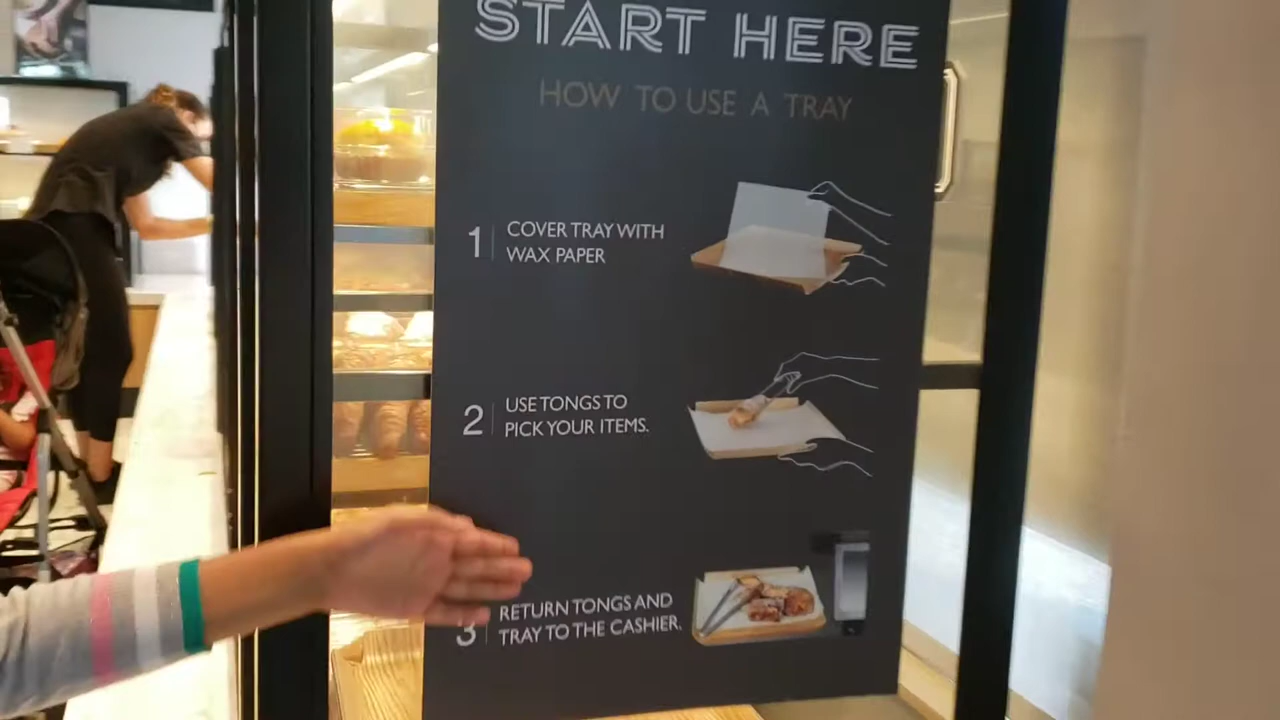 START HERE
HOW TO USE A TRAY
1
COVER TRAY WITH
WAX PAPER
2
USE TONGS TO
PICK YOUR ITEMS.
3
RETURN TONGS AND
TRAY TO THE CASHIER.